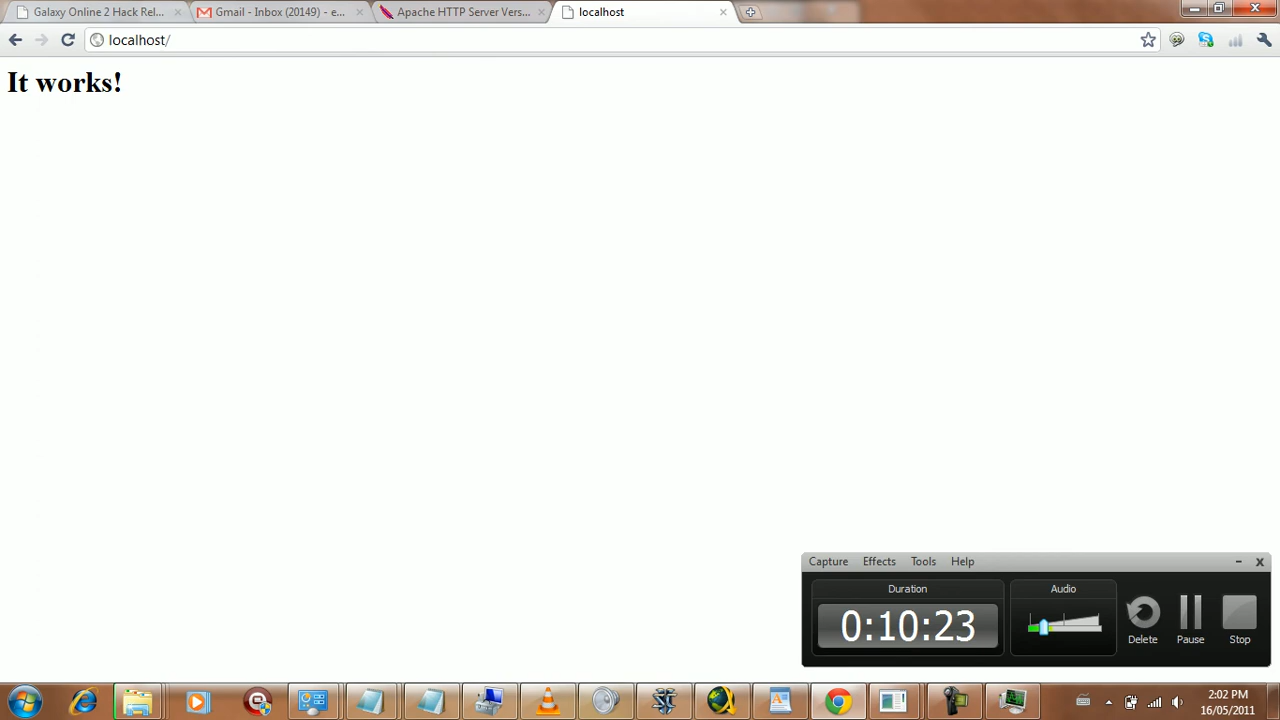 Galaxy Online 2 Hack Rel...
Gmail - Inbox (20149) - e...
Apache HTTP Server Vers...
localhost
localhost/
It works!
Capture Effects Tools Help
Duration
Audio
0:10:23
Delete Pause Stop
2:02 PM
16/05/2011